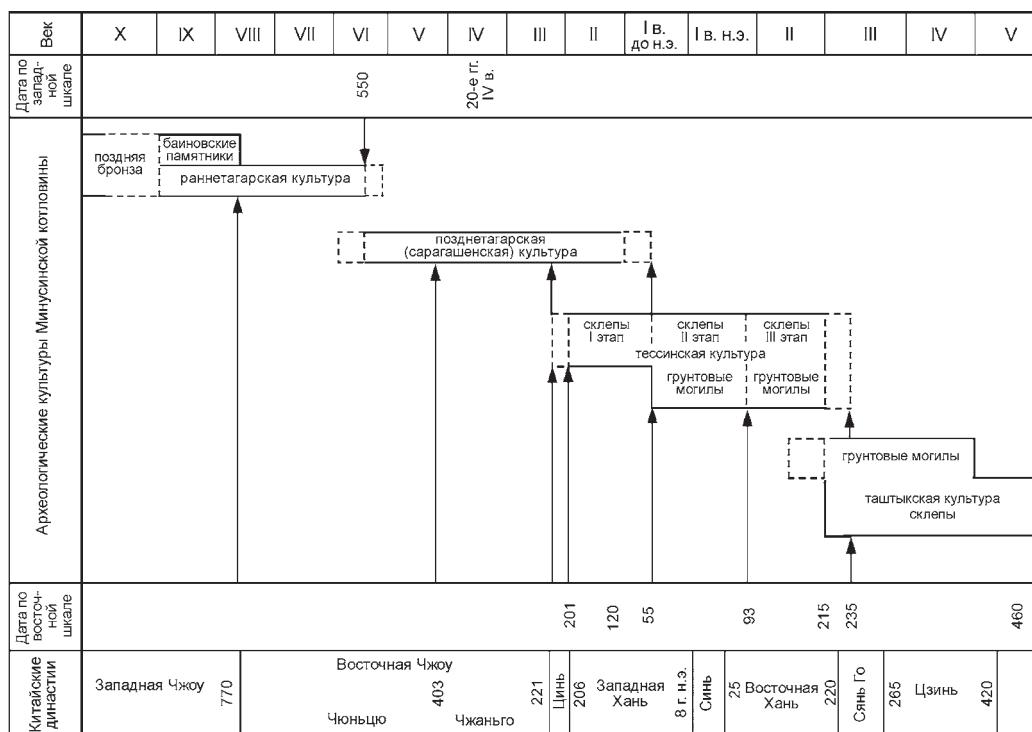 Век
X
IX
VIII
VII
VI
V
IV
III
II
I в.
до н.э.
I в. н.э.
II
III
IV
V
Дата по
запад-
ной
шкале
550
20-е гг.
IV в.
Археологические культуры Минусинской котловины
поздняя
бронза
баиновские
памятники
раннетагарская культура
позднетагарская
(сарагашенская) культура
склепы
I этап
склепы
II этап
склепы
III этап
тессинская культура
грунтовые
могилы
грунтовые
могилы
грунтовые могилы
таштыкская культура
склепы
Дата по
восточ-
ной
шкале
201
120
55
93
215
235
460
Китайские
династии
Западная Чжоу
770
Восточная Чжоу
Чюньцю
403
Чжаньго
221
Цинь
206
Западная
Хань
8 г. н.э.
Синь
25
Восточная
Хань
220
Сянь Го
265
Цзинь
420